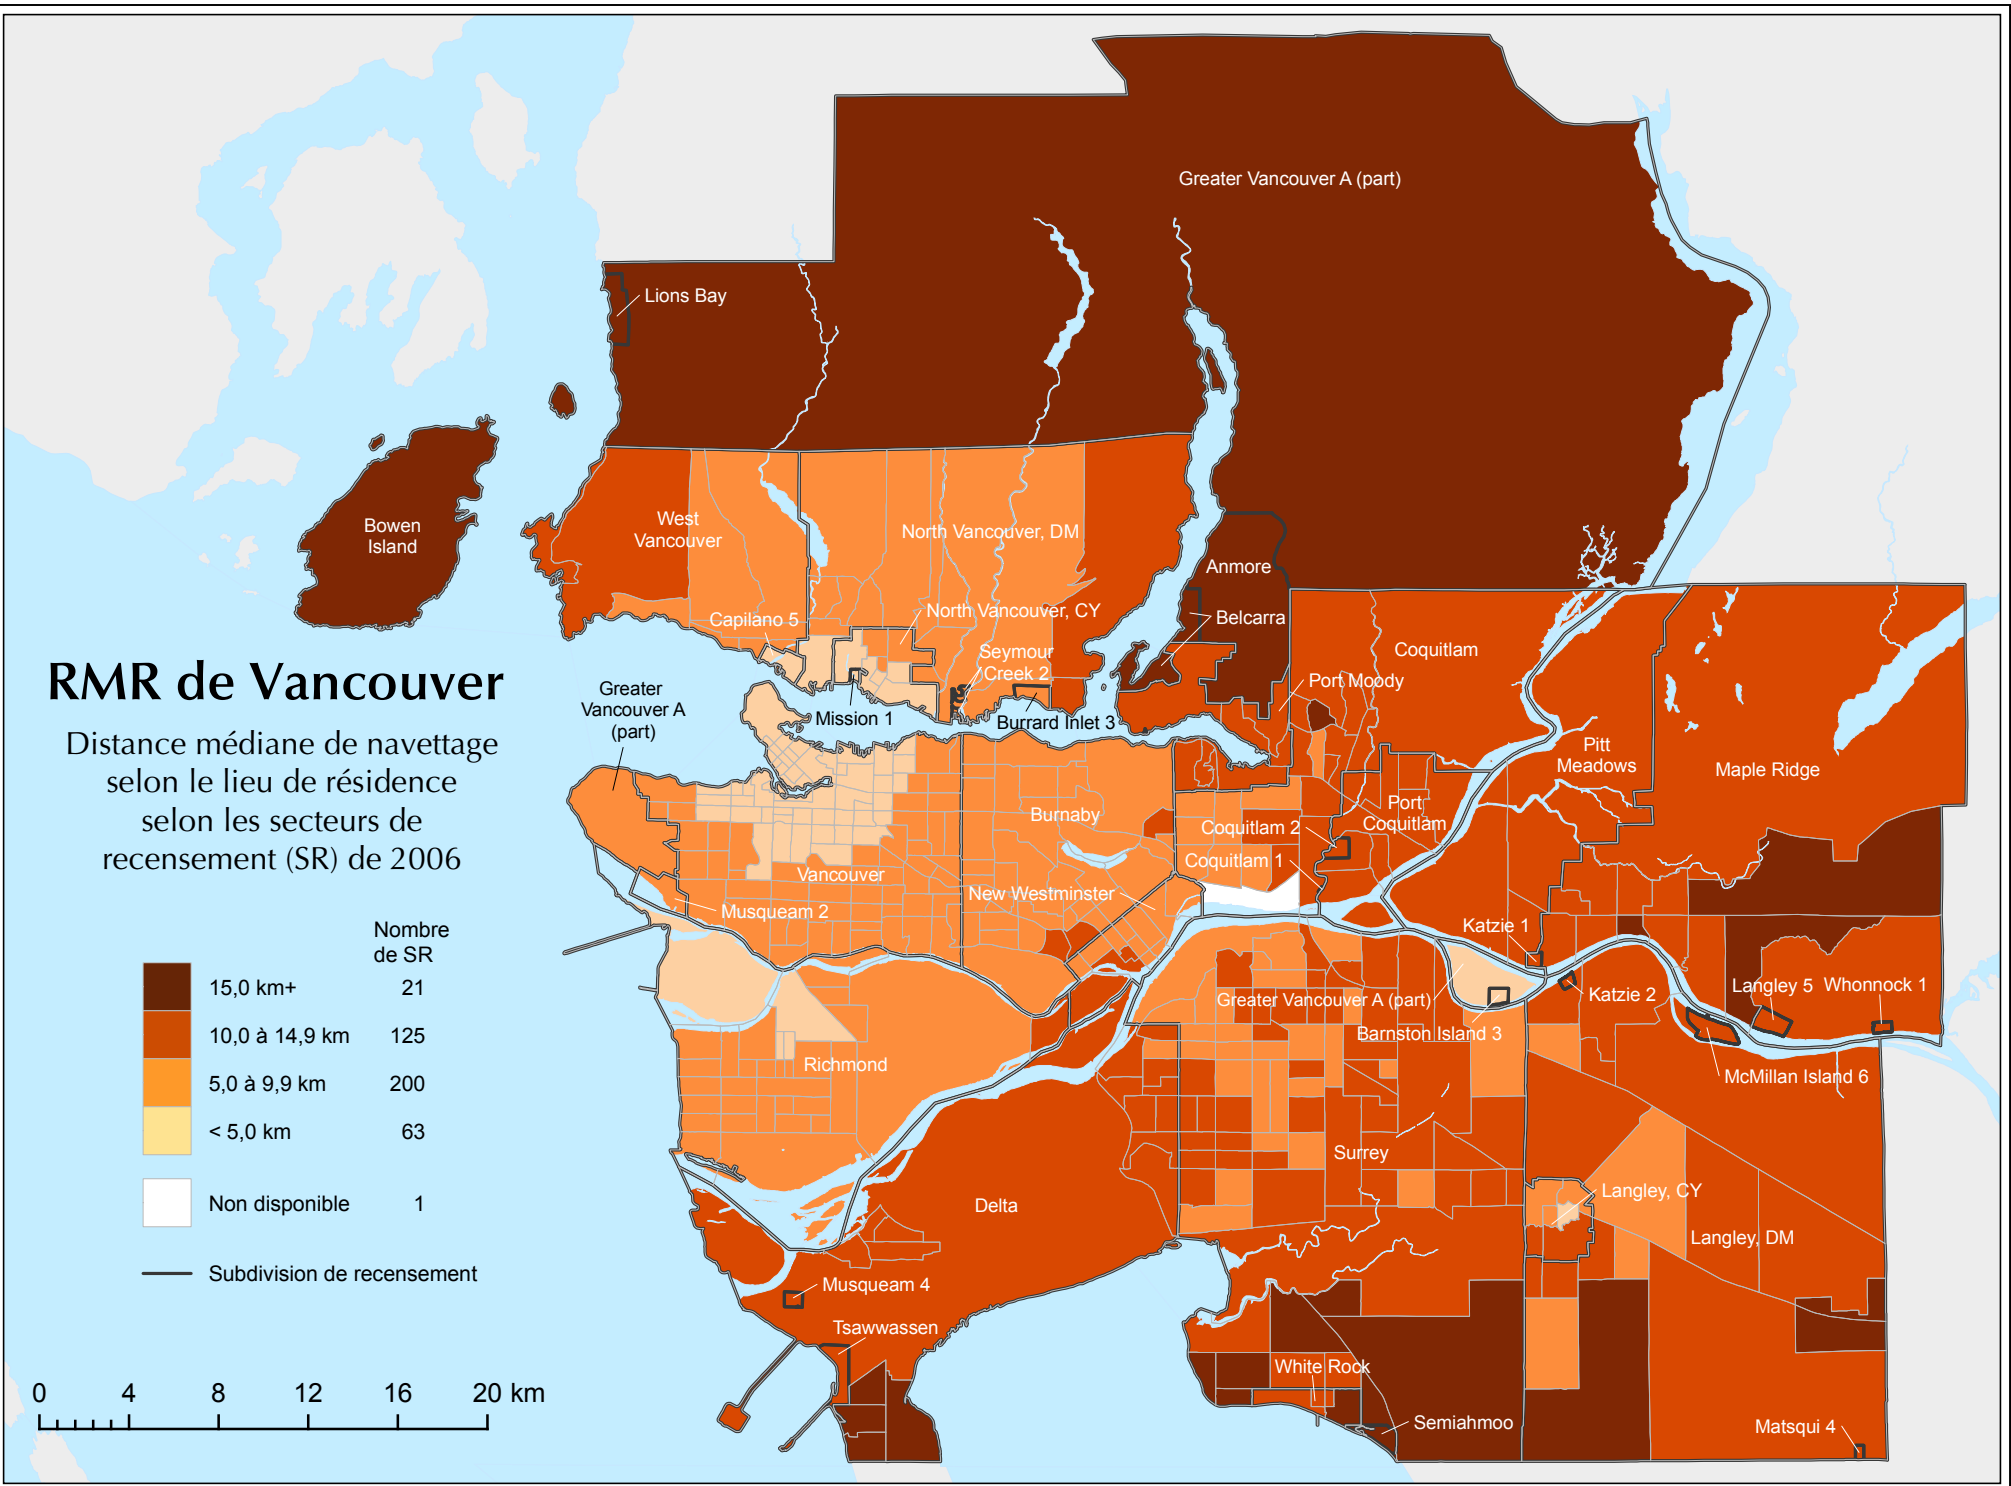 Greater Vancouver A (part)
Lions Bay
Bowen
Island
West
Vancouver
North Vancouver, DM
Anmore
Capilano 5
North Vancouver, CY
Belcarra
Seymour
Creek 2
Coquitlam
Port Moody
RMR de Vancouver
Distance médiane de navettage
selon le lieu de résidence
selon les secteurs de
recensement (SR) de 2006
Greater
Vancouver A
(part)
Mission 1
Burrard Inlet 3
Pitt
Meadows
Maple Ridge
Burnaby
Port
Coquitlam
Coquitlam 2
Coquitlam 1
Vancouver
New Westminster
Musqueam 2
Katzie 1
Nombre
de SR
15,0 km+ 21
10,0 à 14,9 km 125
5,0 à 9,9 km 200
< 5,0 km 63
Non disponible 1
Subdivision de recensement
Greater Vancouver A (part)
Katzie 2
Langley 5
Whonnock 1
Barnston Island 3
Richmond
McMillan Island 6
Surrey
Langley, CY
Delta
Langley, DM
Musqueam 4
Tsawwassen
White Rock
Semiahmoo
Matsqui 4
0 4 8 12 16 20 km